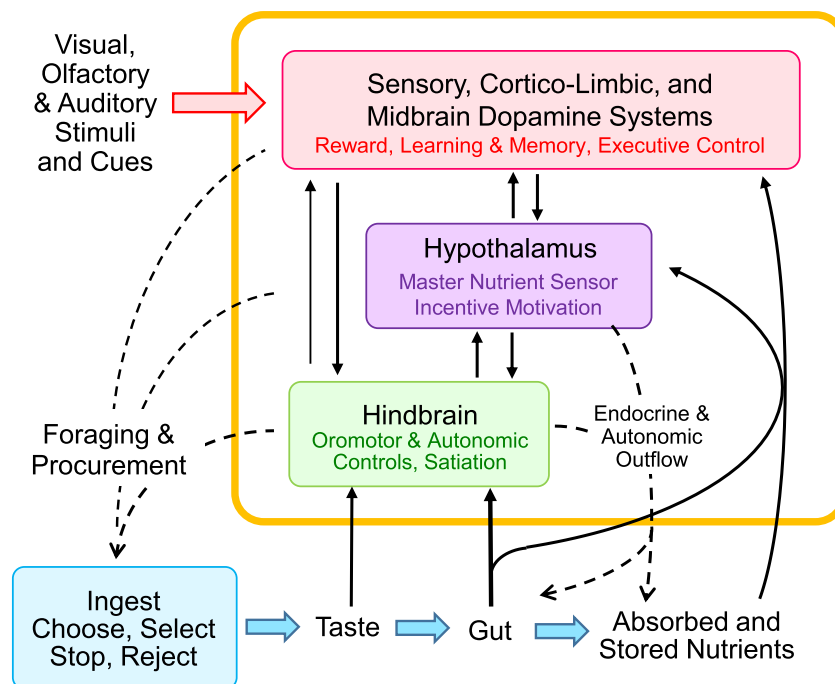 Visual,
Olfactory
& Auditory
Stimuli
and Cues
Sensory, Cortico-Limbic, and
Midbrain Dopamine Systems
Reward, Learning & Memory, Executive Control
Hypothalamus
Master Nutrient Sensor
Incentive Motivation
Hindbrain
Oromotor & Autonomic
Controls, Satiation
Endocrine &
Autonomic
Outflow
Foraging &
Procurement
Ingest
Choose, Select
Stop, Reject
Taste
Gut
Absorbed and
Stored Nutrients